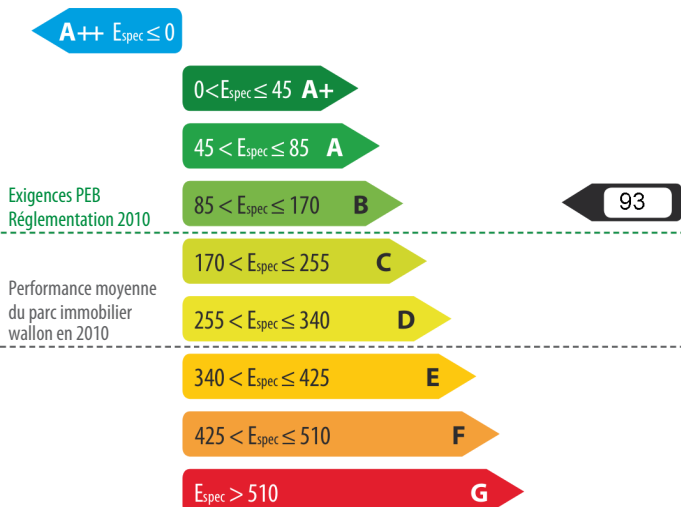 A++ Espec ≤ 0
0 < Espec ≤ 45 A+
45 < Espec ≤ 85 A
Exigences PEB
Réglementation 2010
85 < Espec ≤ 170 B
93
170 < Espec ≤ 255 C
Performance moyenne
du parc immobilier
wallon en 2010
255 < Espec ≤ 340 D
340 < Espec ≤ 425 E
425 < Espec ≤ 510 F
Espec > 510 G